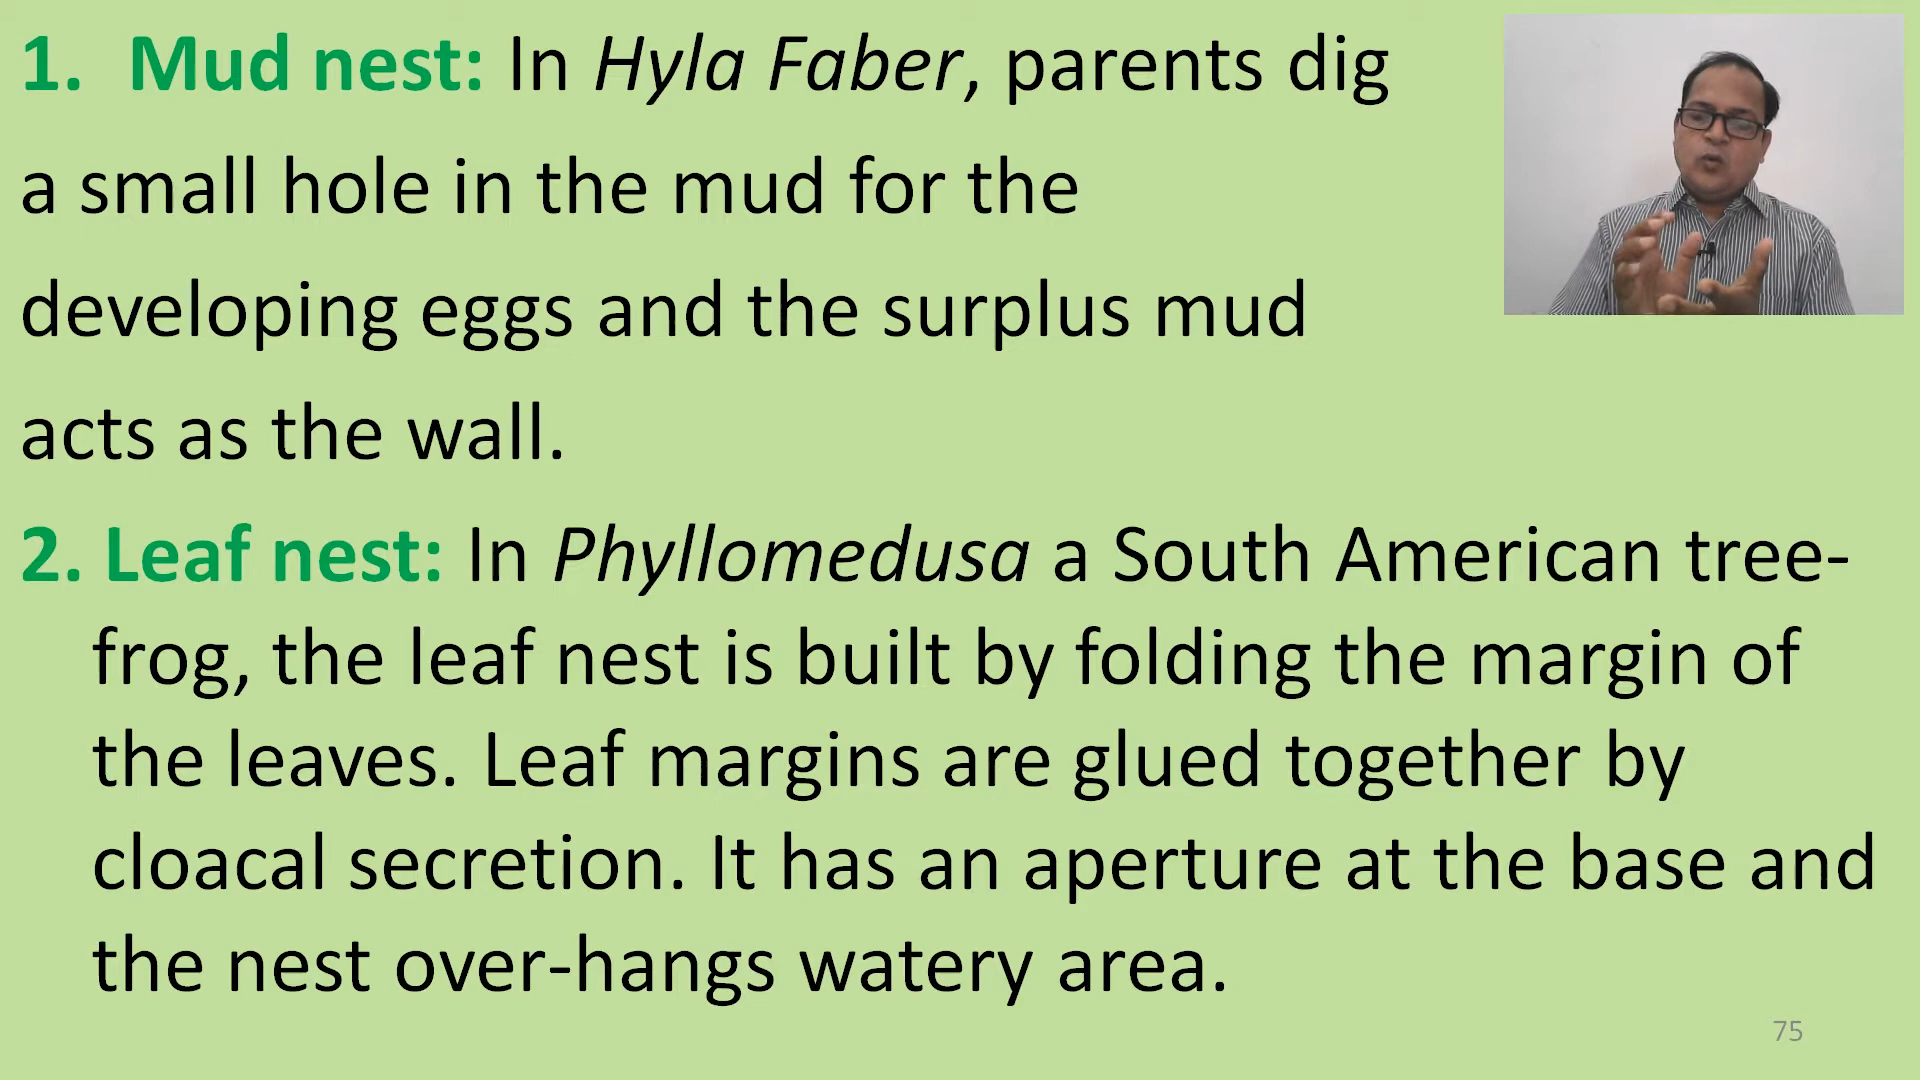 1. Mud nest: In Hyla Faber, parents dig
a small hole in the mud for the
developing eggs and the surplus mud
acts as the wall.
2. Leaf nest: In Phyllomedusa a South American tree-
frog, the leaf nest is built by folding the margin of
the leaves. Leaf margins are glued together by
cloacal secretion. It has an aperture at the base and
the nest over-hangs watery area.
75